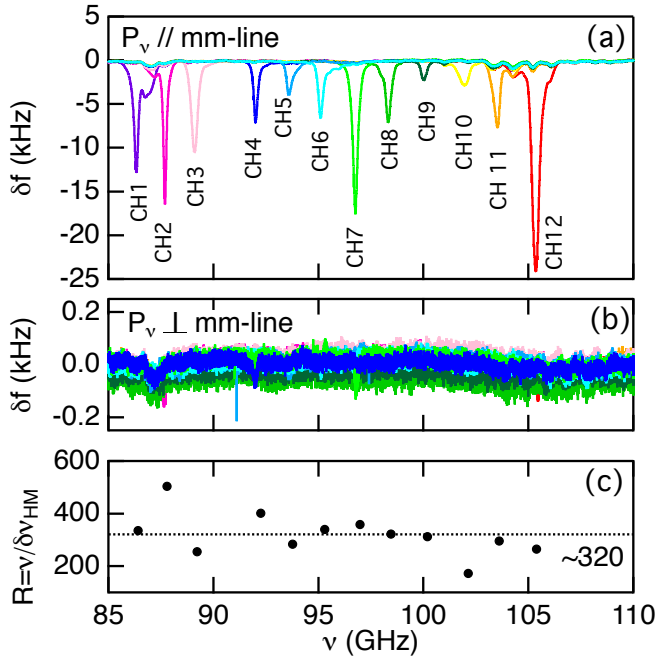 P_ν // mm-line (a)
5
0
-5
-10
-15
-20
-25
δf (kHz)
CH1
CH2
CH3
CH4
CH5
CH6
CH7
CH8
CH9
CH10
CH 11
CH12
P_ν ⊥ mm-line (b)
0.2
0.0
-0.2
δf (kHz)
(c)
600
400
200
R=ν/δν_HM
~320
85 90 95 100 105 110
ν (GHz)